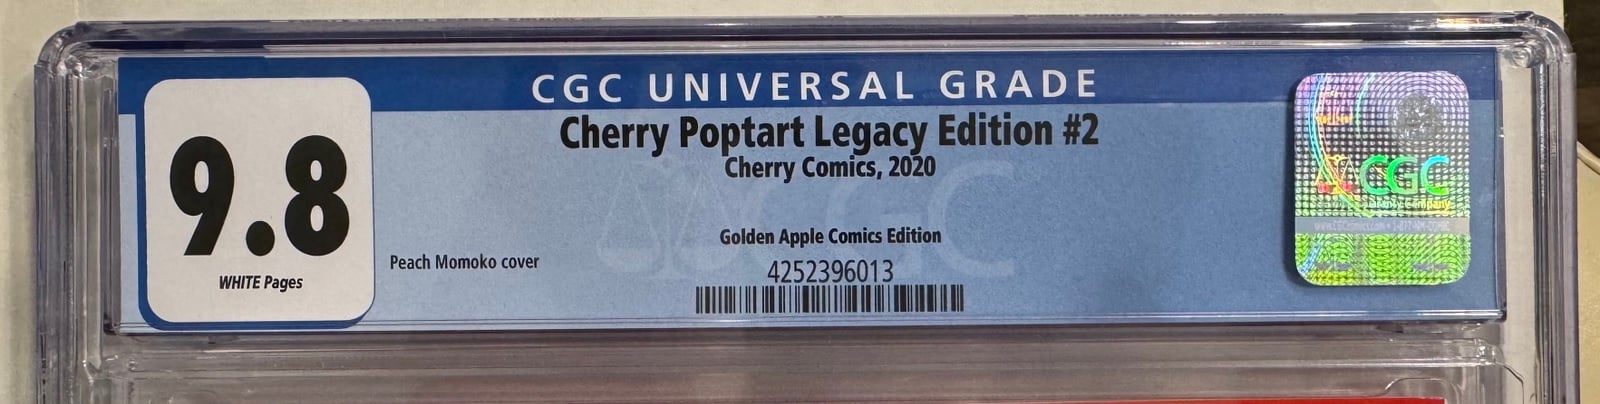 CGC UNIVERSAL GRADE
9.8
WHITE Pages
Cherry Poptart Legacy Edition #2
Cherry Comics, 2020
Golden Apple Comics Edition
Peach Momoko cover
4252396013
CGC